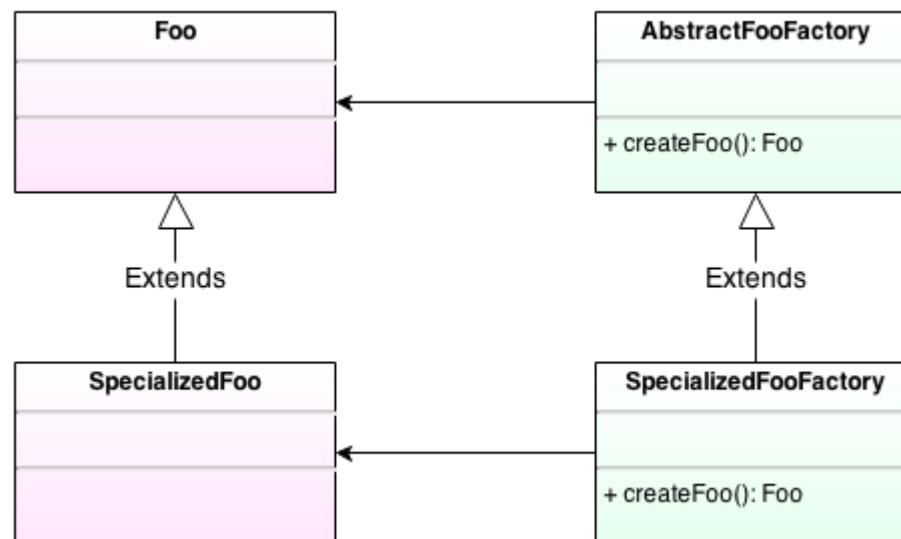 Foo
AbstractFooFactory
+ createFoo(): Foo
Extends
Extends
SpecializedFoo
SpecializedFooFactory
+ createFoo(): Foo